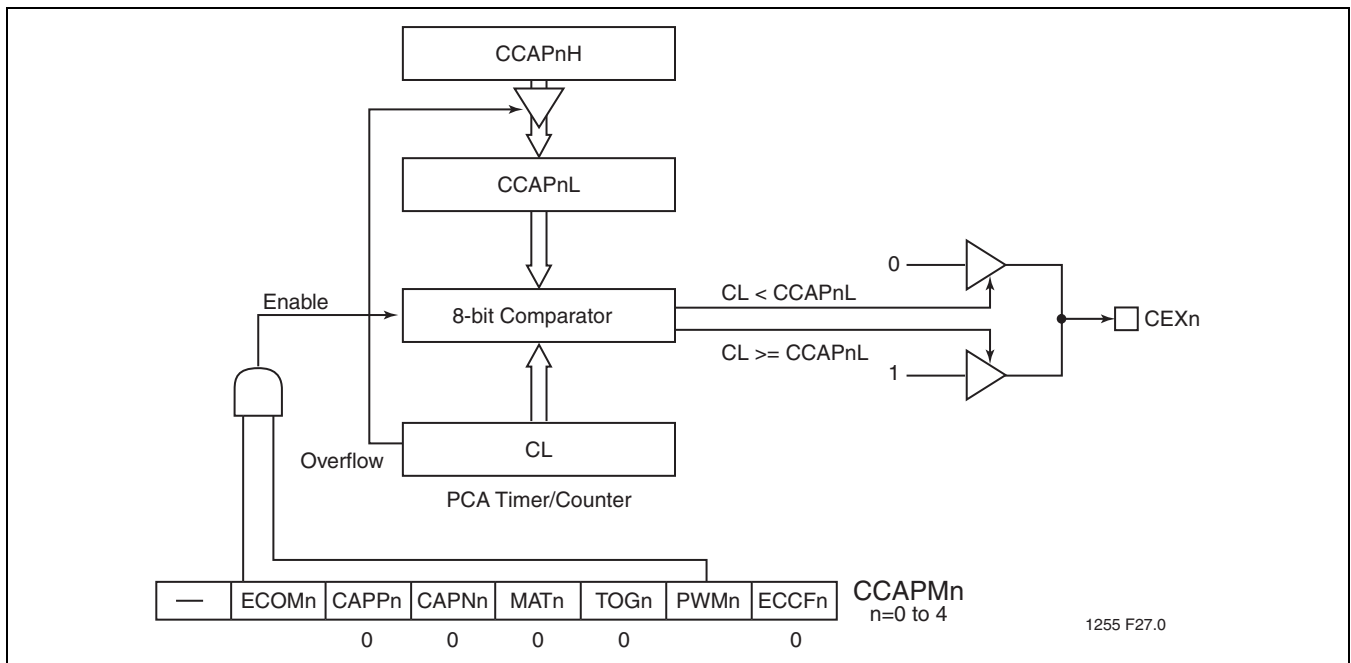 CCAPnH
CCAPnL
0
CL < CCAPnL
Enable
8-bit Comparator
CEXn
CL >= CCAPnL
1
CL
Overflow
PCA Timer/Counter
— ECOMn CAPPn CAPNn MATn TOGn PWMn ECCFn CCAPMn
n=0 to 4
0 0 0 0 0
1255 F27.0